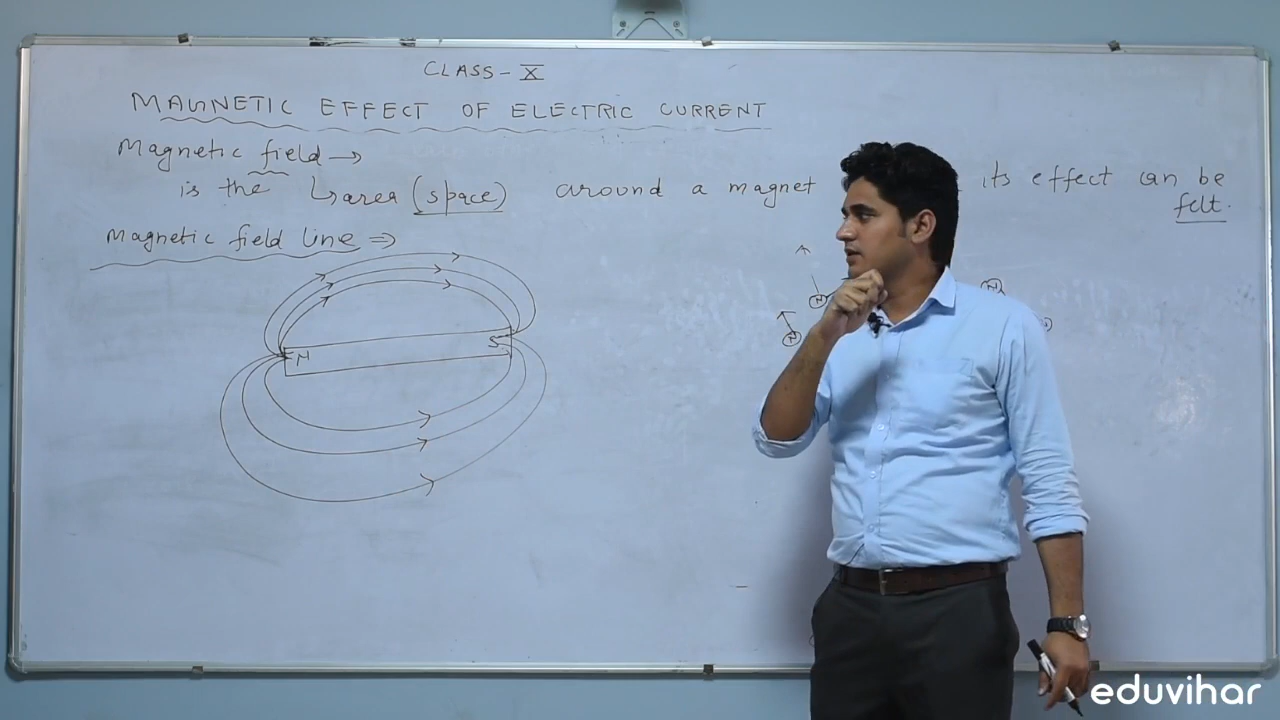 CLASS - X
MAGNETIC EFFECT OF ELECTRIC CURRENT
Magnetic field →
is the ↳ area (space) around a magnet its effect can be
felt.
Magnetic field line ⇒
N
S
N
N
N
eduvihar